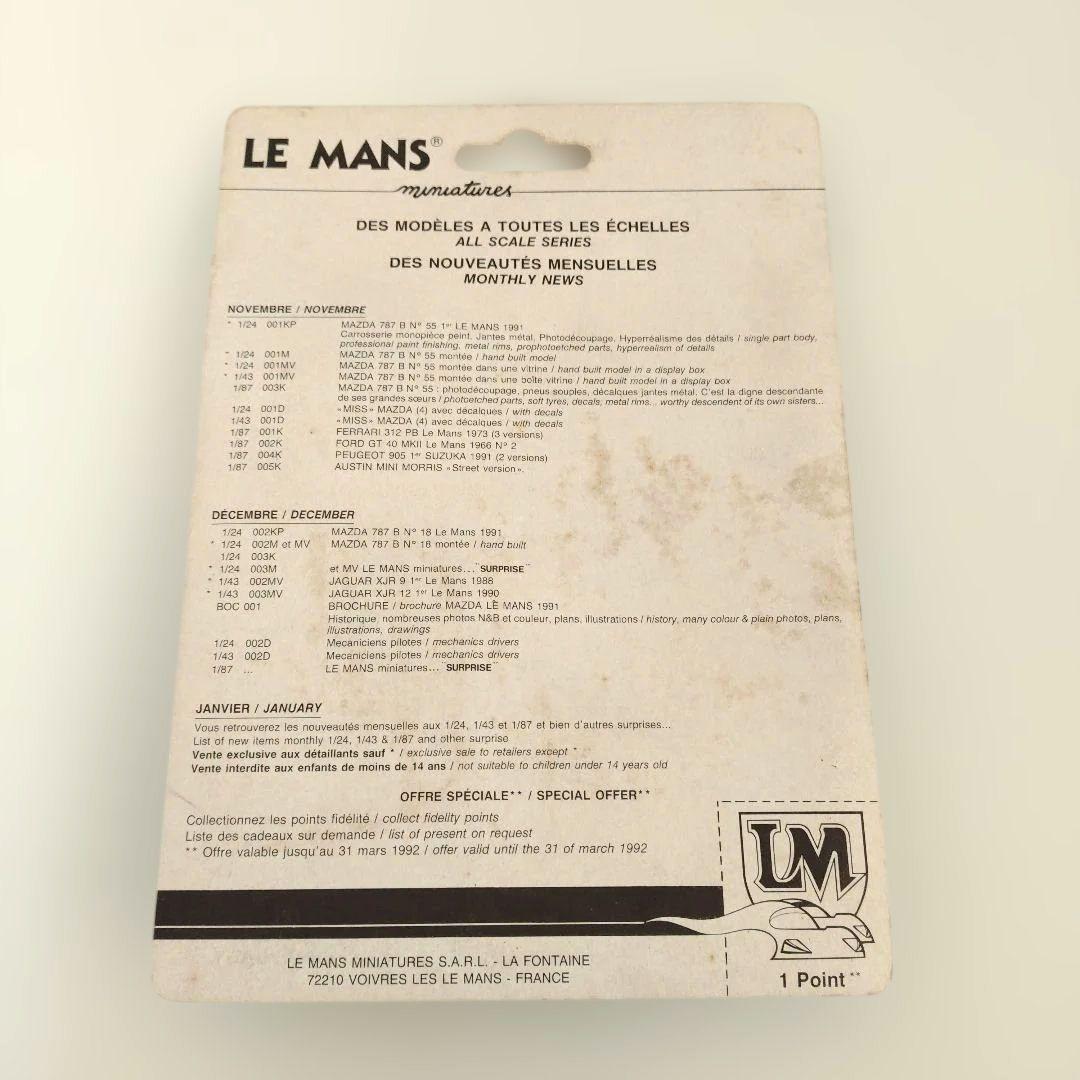 LE MANS®
miniatures
DES MODÈLES A TOUTES LES ÉCHELLES
ALL SCALE SERIES
DES NOUVEAUTÉS MENSUELLES
MONTHLY NEWS
NOVEMBRE / NOVEMBRE
* 1/24 001KP MAZDA 787 B Nº 55 1er LE MANS 1991
Carrosserie monopièce peint. Jantes métal. Photodécoupage. Hyperréalisme des détails / single part body,
professional paint finishing, metal rims, prophotoetched parts, hyperrealism of details
* 1/24 001M MAZDA 787 B Nº 55 montée / hand built model
* 1/24 001MV MAZDA 787 B Nº 55 montée dans une vitrine / hand built model in a display box
* 1/43 001MV MAZDA 787 B Nº 55 montée dans une boîte vitrine / hand built model in a display box
1/87 003K MAZDA 787 B Nº 55 : photodécoupage, pneus souples, décalques jantes métal. C'est la digne descendante
de ses grandes sœurs / photoetched parts, soft tyres, decals, metal rims... worthy descendent of its own sisters...
1/24 001D «MISS» MAZDA (4) avec décalques / with decals
1/43 001D «MISS» MAZDA (4) avec décalques / with decals
1/87 001K FERRARI 312 PB Le Mans 1973 (3 versions)
1/87 002K FORD GT 40 MKII Le Mans 1966 Nº 2
1/87 004K PEUGEOT 905 1er SUZUKA 1991 (2 versions)
1/87 005K AUSTIN MINI MORRIS «Street version».
DÉCEMBRE / DECEMBER
1/24 002KP MAZDA 787 B Nº 18 Le Mans 1991
* 1/24 002M et MV MAZDA 787 B Nº 18 montée / hand built
1/24 003K
* 1/24 003M et MV LE MANS miniatures... "SURPRISE"
* 1/43 002MV JAGUAR XJR 9 1er Le Mans 1988
* 1/43 003MV JAGUAR XJR 12 1er Le Mans 1990
BOC 001 BROCHURE / brochure MAZDA LE MANS 1991
Historique, nombreuses photos N&B et couleur, plans, illustrations / history, many colour & plain photos, plans,
illustrations, drawings
1/24 002D Mecaniciens pilotes / mechanics drivers
1/43 002D Mecaniciens pilotes / mechanics drivers
1/87 ... LE MANS miniatures... "SURPRISE"
JANVIER / JANUARY
Vous retrouverez les nouveautés mensuelles aux 1/24, 1/43 et 1/87 et bien d'autres surprises...
List of new items monthly 1/24, 1/43 & 1/87 and other surprise
Vente exclusive aux détaillants sauf * / exclusive sale to retailers except *
Vente interdite aux enfants de moins de 14 ans / not suitable to children under 14 years old
OFFRE SPÉCIALE** / SPECIAL OFFER**
Collectionnez les points fidélité / collect fidelity points
Liste des cadeaux sur demande / list of present on request
** Offre valable jusqu'au 31 mars 1992 / offer valid until the 31 of march 1992
LM
LE MANS MINIATURES S.A.R.L. - LA FONTAINE
72210 VOIVRES LES LE MANS - FRANCE
1 Point**